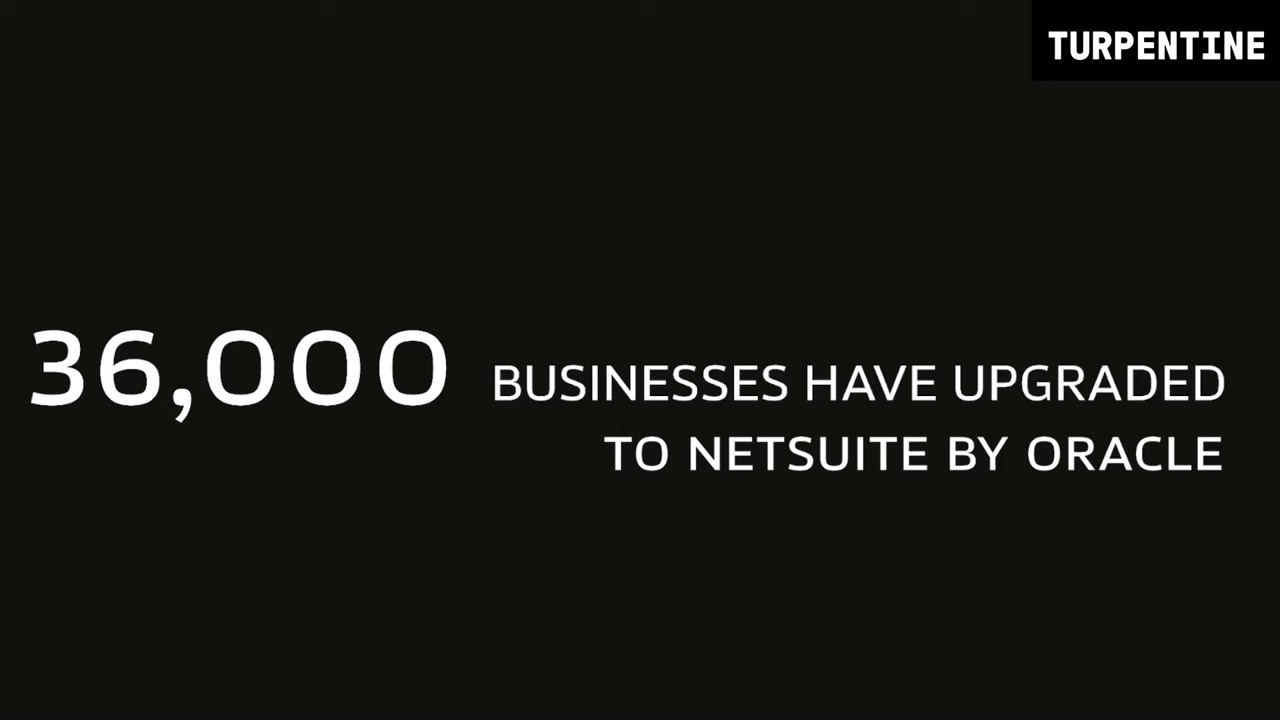 TURPENTINE
36,000 BUSINESSES HAVE UPGRADED
TO NETSUITE BY ORACLE